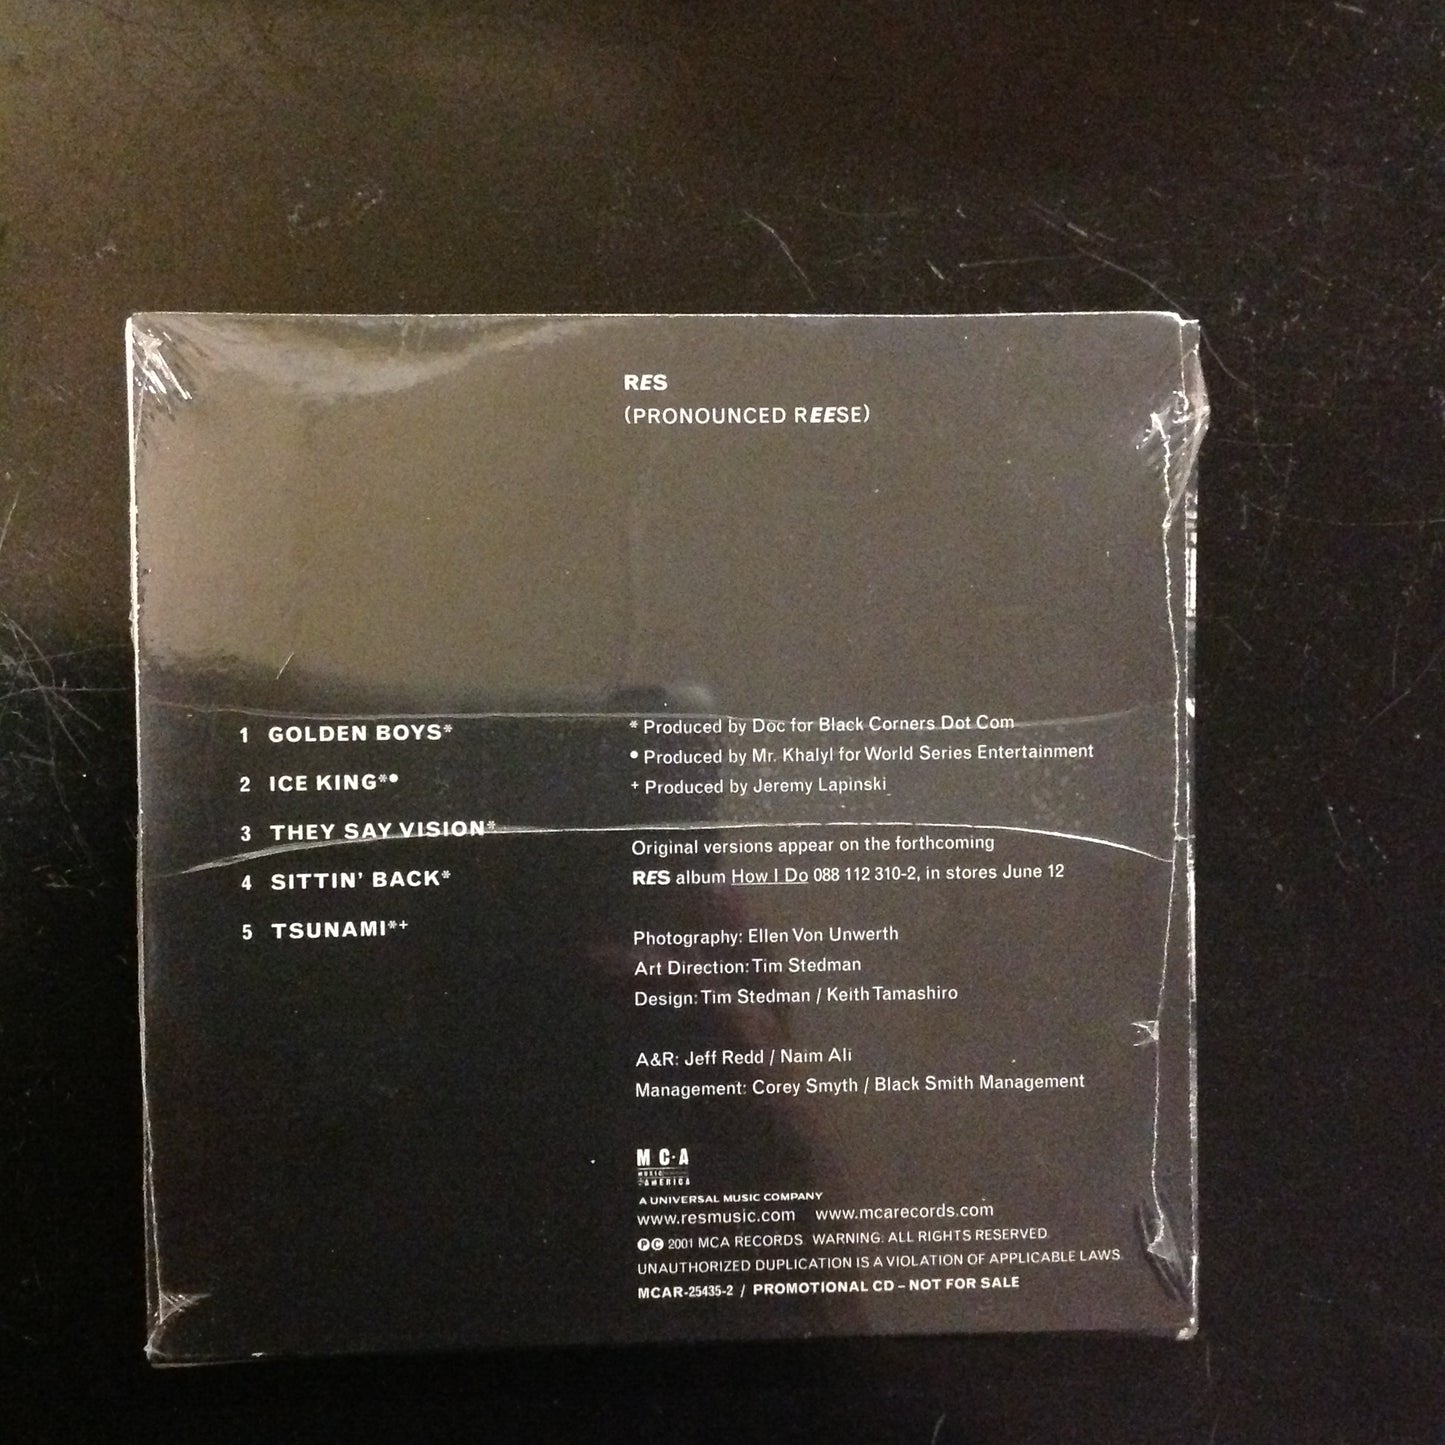 RES
(PRONOUNCED REESE)
1 GOLDEN BOYS*
2 ICE KING*•
3 THEY SAY VISION*
4 SITTIN' BACK*
5 TSUNAMI*+
* Produced by Doc for Black Corners Dot Com
• Produced by Mr. Khalyl for World Series Entertainment
+ Produced by Jeremy Lapinski
Original versions appear on the forthcoming
RES album How I Do 088 112 310-2, in stores June 12
Photography: Ellen Von Unwerth
Art Direction: Tim Stedman
Design: Tim Stedman / Keith Tamashiro
A&R: Jeff Redd / Naim Ali
Management: Corey Smyth / Black Smith Management
M C·A
MUSIC
AMERICA
A UNIVERSAL MUSIC COMPANY
www.resmusic.com www.mcarecords.com
℗© 2001 MCA RECORDS. WARNING: ALL RIGHTS RESERVED.
UNAUTHORIZED DUPLICATION IS A VIOLATION OF APPLICABLE LAWS.
MCAR-25435-2 / PROMOTIONAL CD – NOT FOR SALE